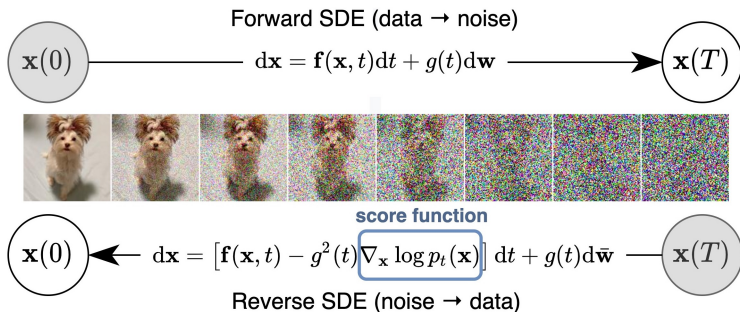 Forward SDE (data → noise)
x(0) dx = f(x, t)dt + g(t)dw x(T)
score function
x(0) dx = [f(x, t) − g²(t)∇ₓ log pₜ(x)] dt + g(t)dw̄ x(T)
Reverse SDE (noise → data)